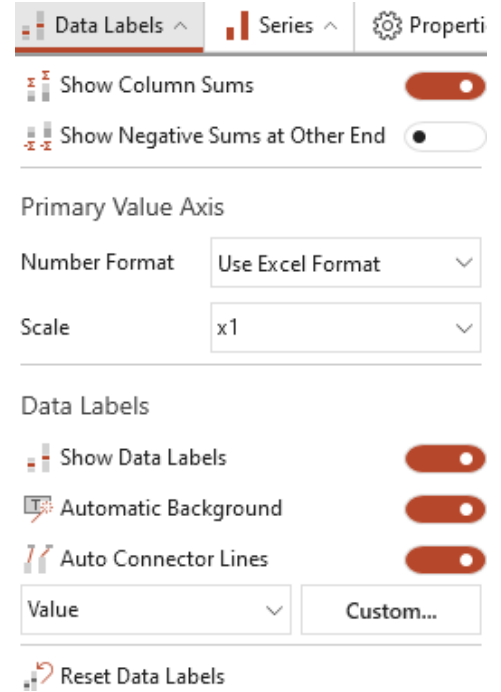 Data Labels Series Properti
Show Column Sums
Show Negative Sums at Other End
Primary Value Axis
Number Format Use Excel Format
Scale x1
Data Labels
Show Data Labels
Automatic Background
Auto Connector Lines
Value Custom...
Reset Data Labels